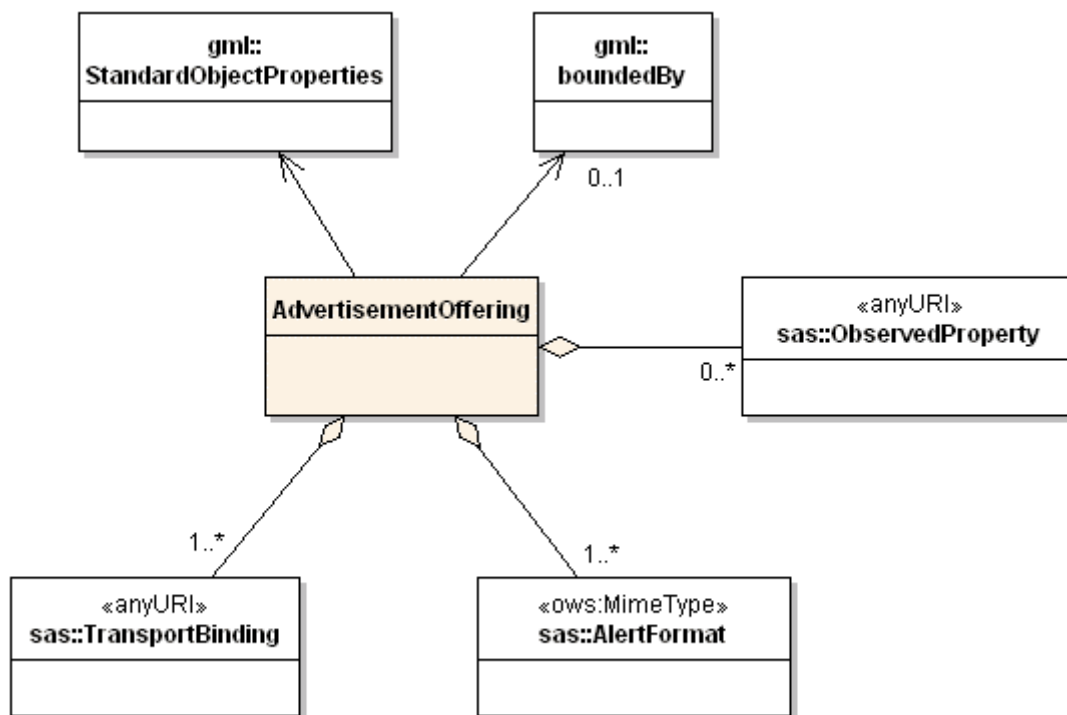 gml::
StandardObjectProperties
gml::
boundedBy
0..1
AdvertisementOffering
«anyURI»
sas::ObservedProperty
0..*
1..*
1..*
«anyURI»
sas::TransportBinding
«ows:MimeType»
sas::AlertFormat